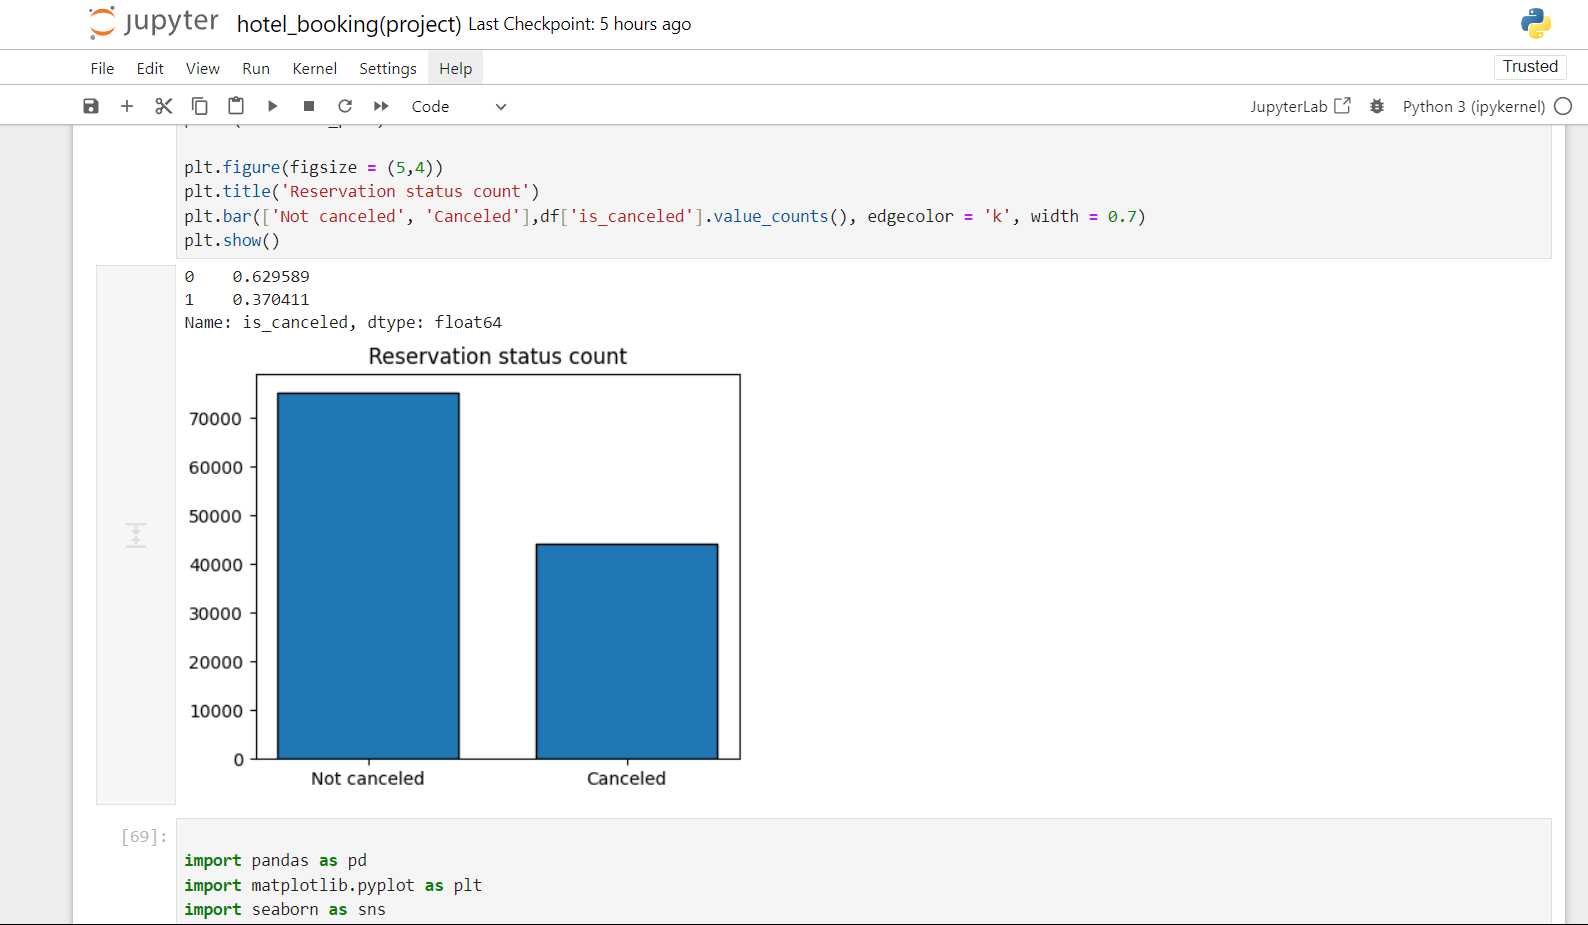 jupyter hotel_booking(project) Last Checkpoint: 5 hours ago
File Edit View Run Kernel Settings Help Trusted
Code JupyterLab Python 3 (ipykernel)
plt.figure(figsize = (5,4))
plt.title('Reservation status count')
plt.bar(['Not canceled', 'Canceled'],df['is_canceled'].value_counts(), edgecolor = 'k', width = 0.7)
plt.show()
0 0.629589
1 0.370411
Name: is_canceled, dtype: float64
Reservation status count
70000
60000
50000
40000
30000
20000
10000
0
Not canceled Canceled
[69]:
import pandas as pd
import matplotlib.pyplot as plt
import seaborn as sns